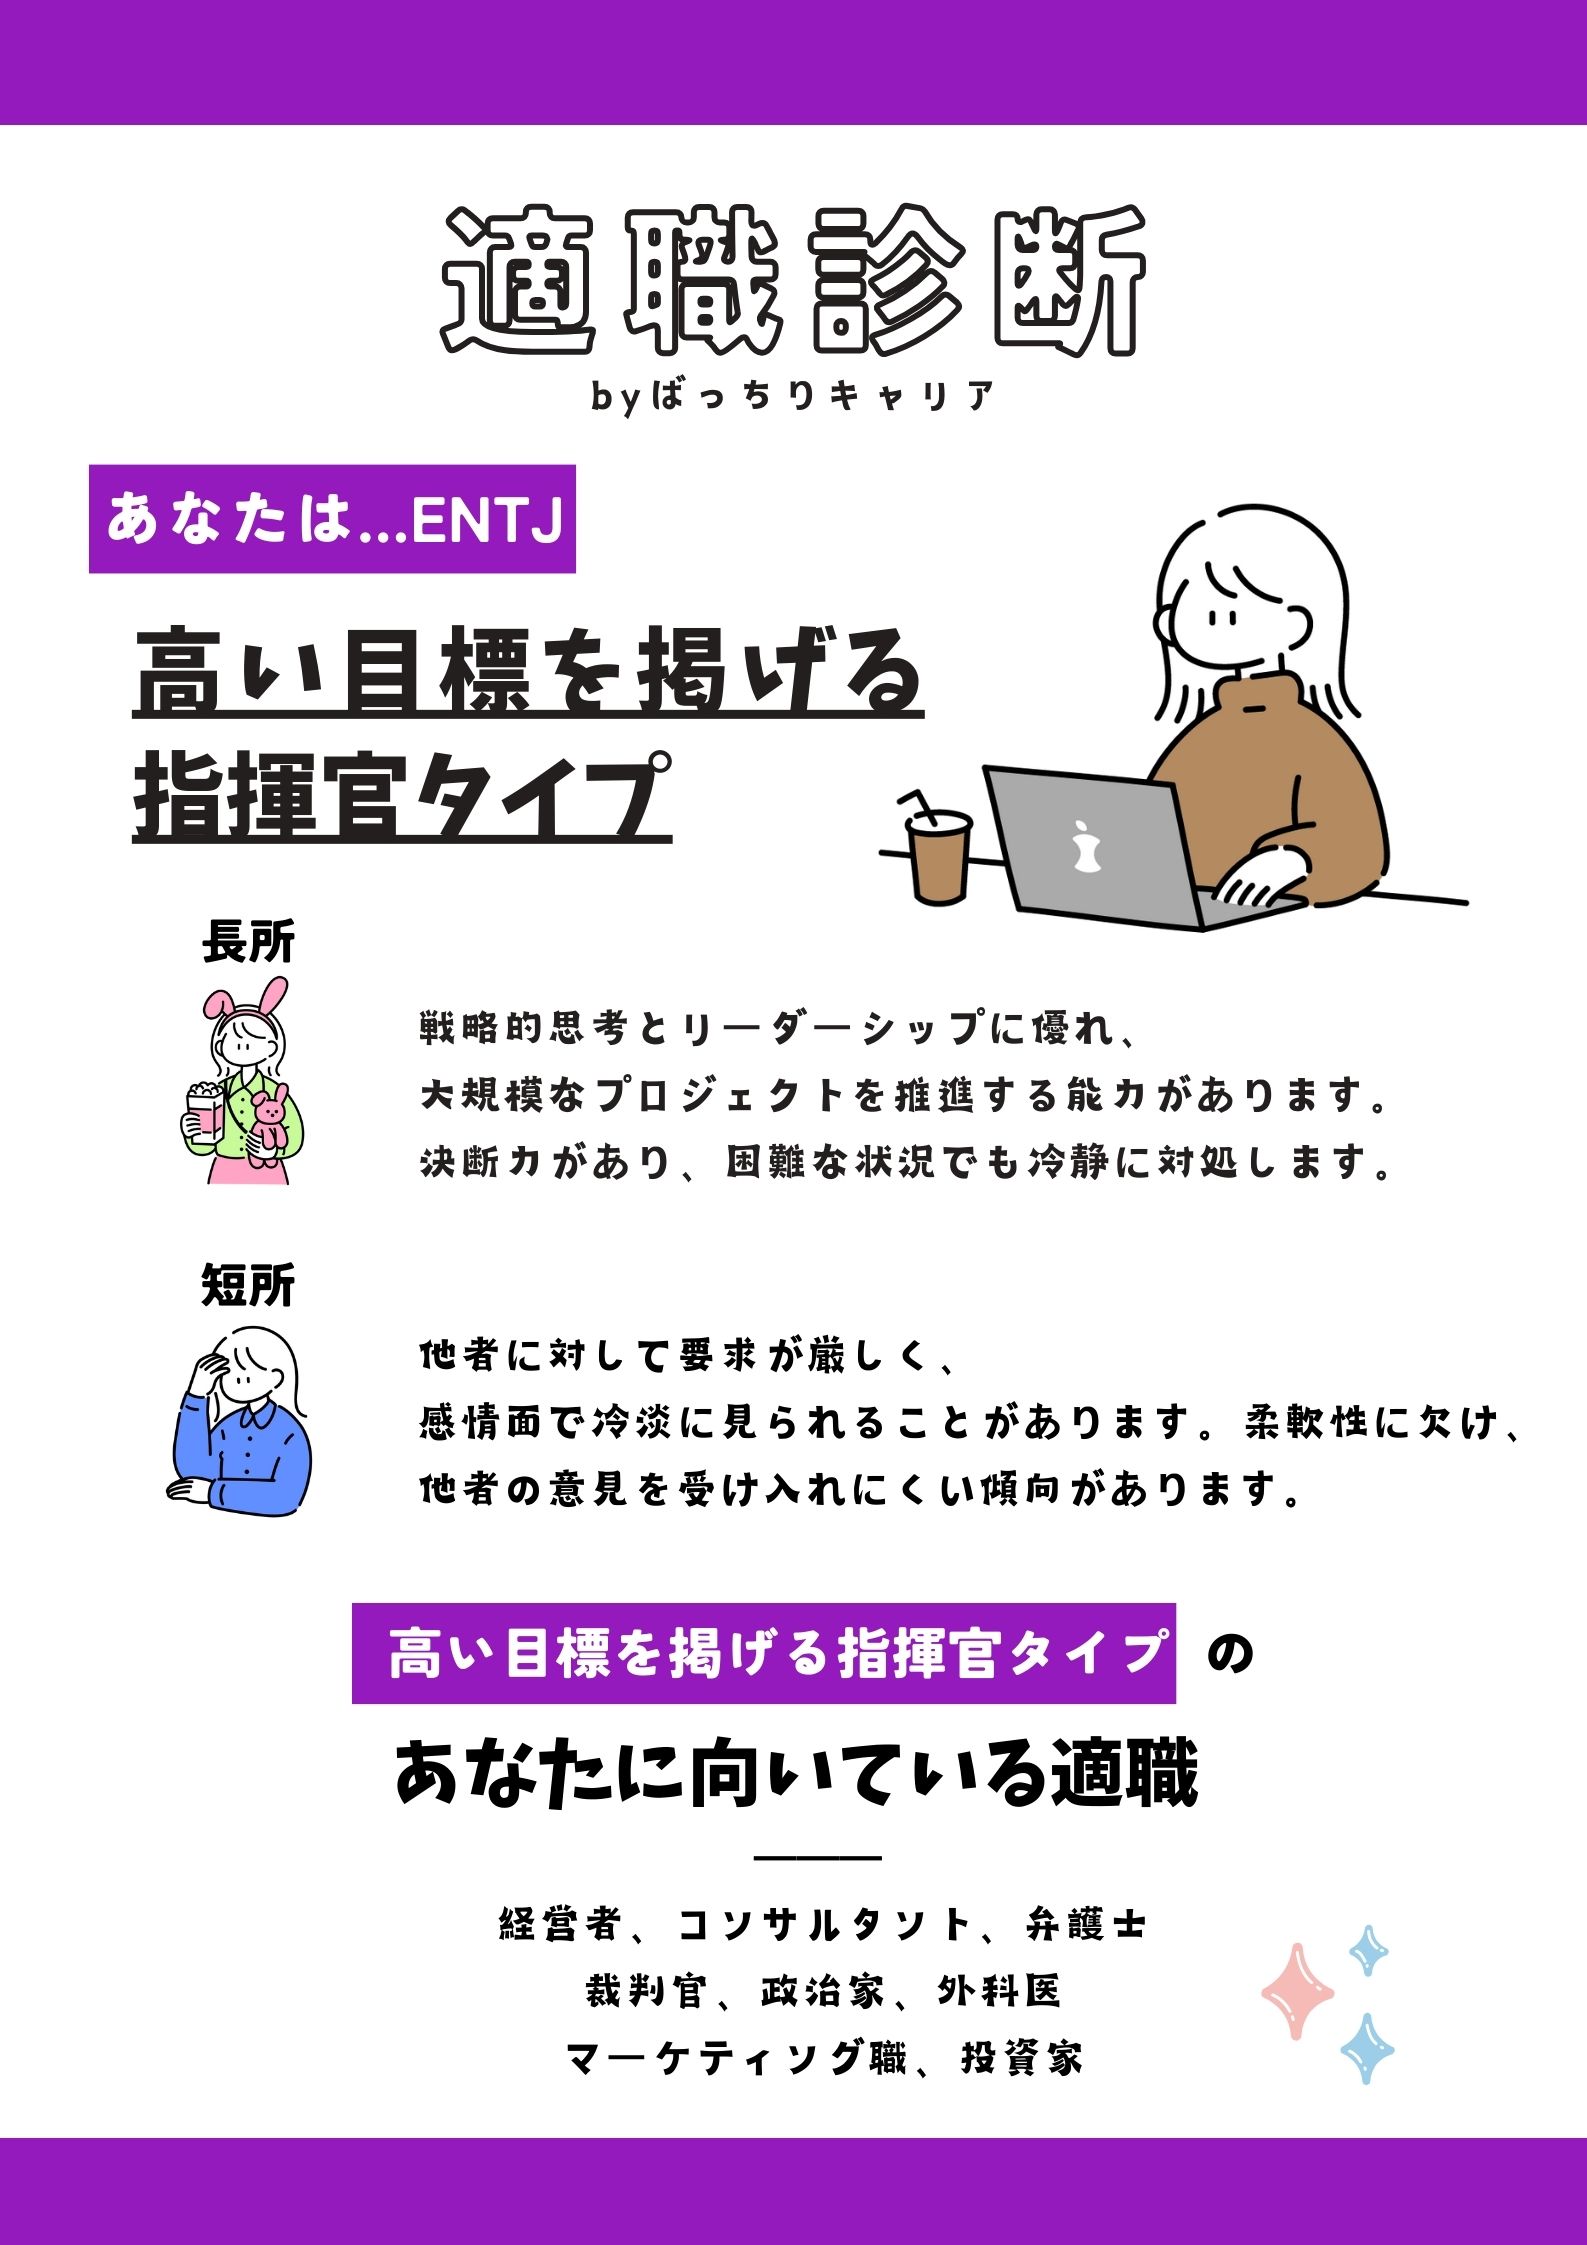 適職診断
byばっちりキャリア
あなたは...ENTJ
高い目標を掲げる
指揮官タイプ
長所
戦略的思考とリーダーシップに優れ、
大規模なプロジェクトを推進する能力があります。
決断力があり、困難な状況でも冷静に対処します。
短所
他者に対して要求が厳しく、
感情面で冷淡に見られることがあります。柔軟性に欠け、
他者の意見を受け入れにくい傾向があります。
高い目標を掲げる指揮官タイプ の
あなたに向いている適職
経営者、コンサルタント、弁護士
裁判官、政治家、外科医
マーケティング職、投資家